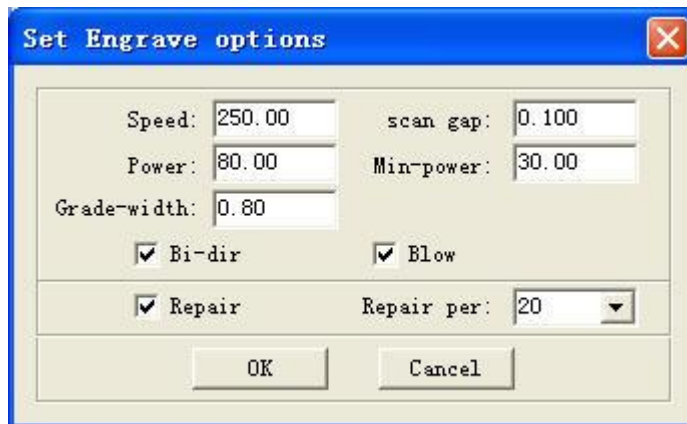 Set Engrave options
Speed: 250.00 scan gap: 0.100
Power: 80.00 Min-power: 30.00
Grade-width: 0.80
Bi-dir Blow
Repair Repair per: 20
OK Cancel